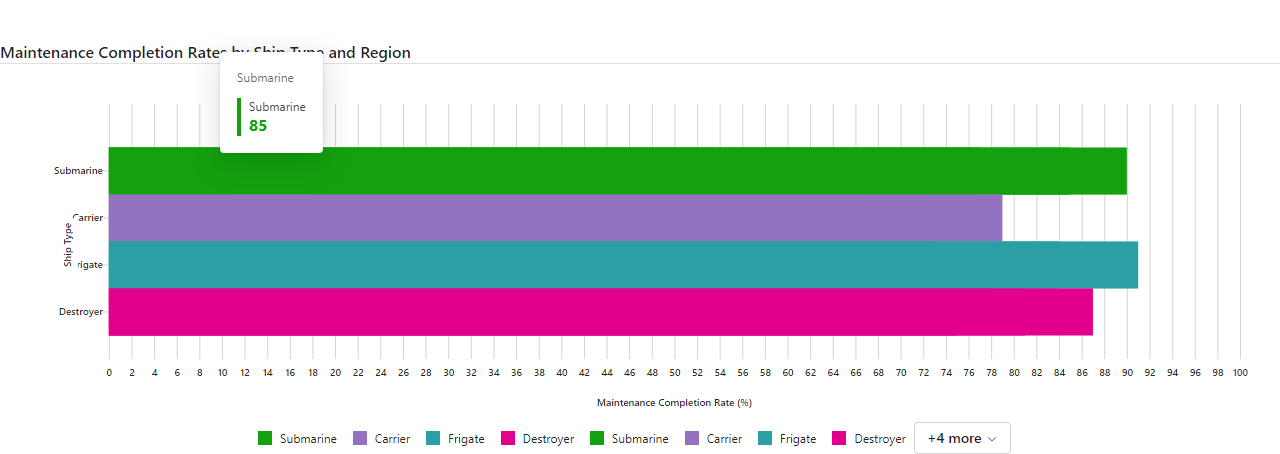 Maintenance Completion Rates by Ship Type and Region
Submarine
Submarine
85
Submarine
Carrier
rigate
Destroyer
Ship Type
0 2 4 6 8 10 12 14 16 18 20 22 24 26 28 30 32 34 36 38 40 42 44 46 48 50 52 54 56 58 60 62 64 66 68 70 72 74 76 78 80 82 84 86 88 90 92 94 96 98 100
Maintenance Completion Rate (%)
Submarine Carrier Frigate Destroyer Submarine Carrier Frigate Destroyer +4 more